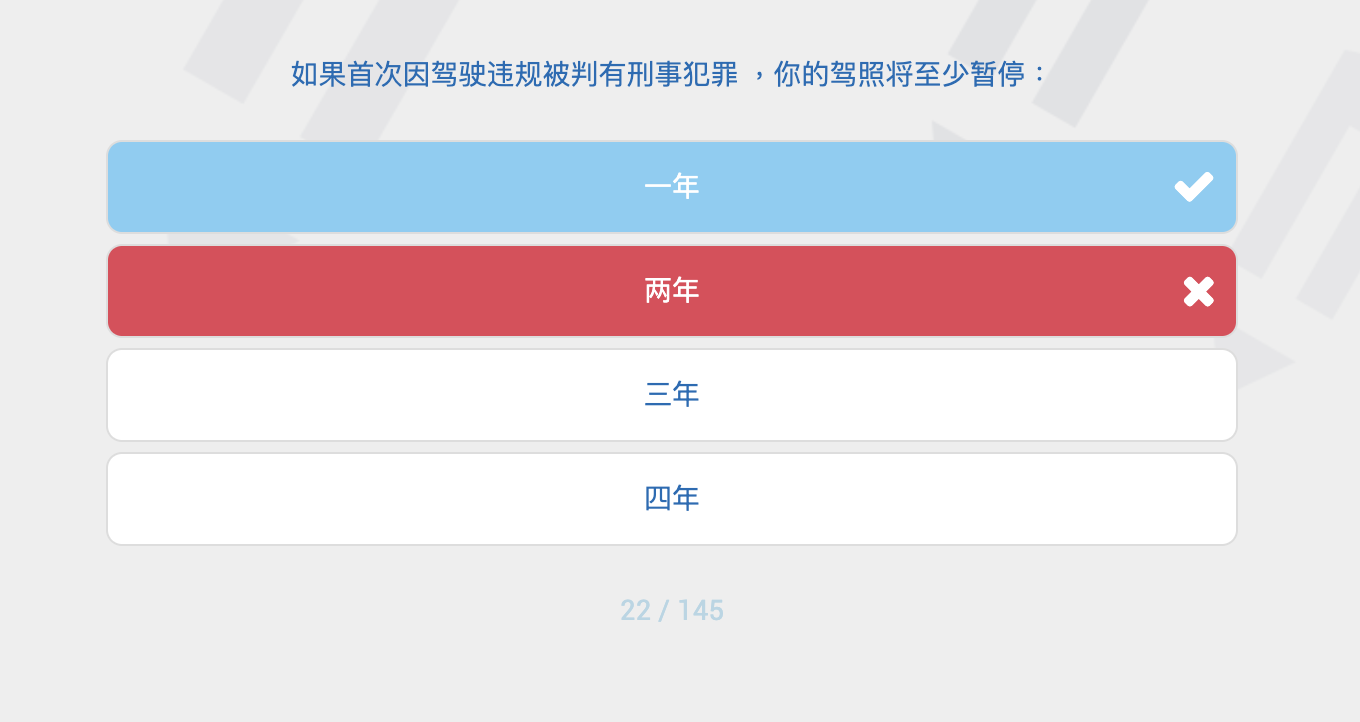 如果首次因驾驶违规被判有刑事犯罪 ，你的驾照将至少暂停：
一年
两年
三年
四年
22 / 145